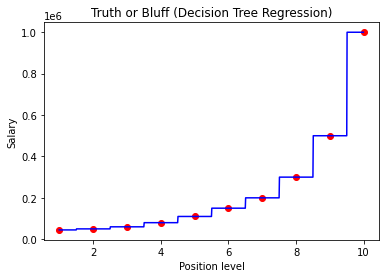 Truth or Bluff (Decision Tree Regression)
1e6
1.0
0.8
0.6
0.4
0.2
0.0
Salary
2 4 6 8 10
Position level